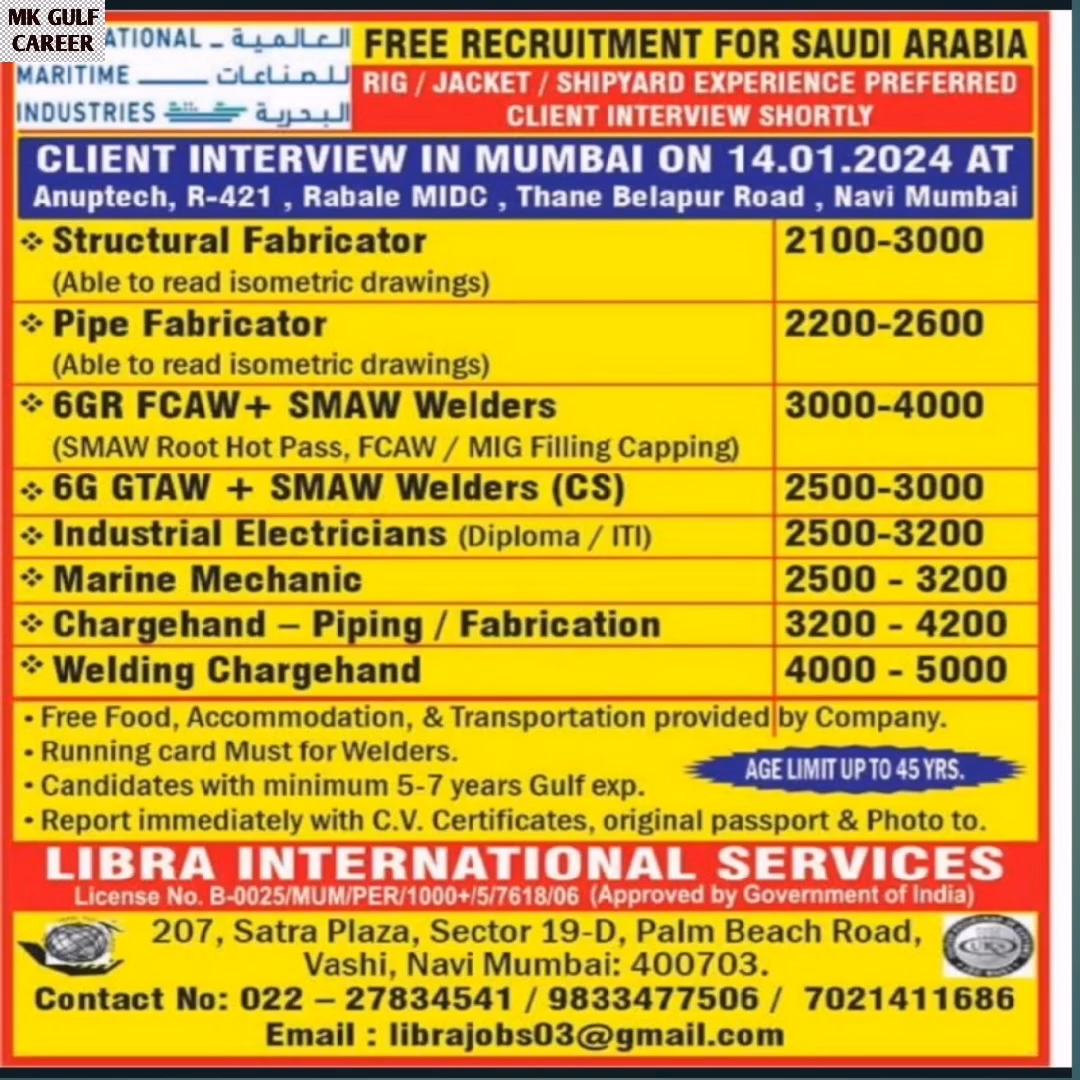 MK GULF
CAREER
ATIONAL _ العالمية
MARITIME ____ للصناعات
INDUSTRIES البحرية
FREE RECRUITMENT FOR SAUDI ARABIA
RIG / JACKET / SHIPYARD EXPERIENCE PREFERRED
CLIENT INTERVIEW SHORTLY
CLIENT INTERVIEW IN MUMBAI ON 14.01.2024 AT
Anuptech, R-421 , Rabale MIDC , Thane Belapur Road , Navi Mumbai
❖ Structural Fabricator 2100-3000
(Able to read isometric drawings)
❖ Pipe Fabricator 2200-2600
(Able to read isometric drawings)
❖ 6GR FCAW+ SMAW Welders 3000-4000
(SMAW Root Hot Pass, FCAW / MIG Filling Capping)
❖ 6G GTAW + SMAW Welders (CS) 2500-3000
❖ Industrial Electricians (Diploma / ITI) 2500-3200
❖ Marine Mechanic 2500 - 3200
❖ Chargehand – Piping / Fabrication 3200 - 4200
❖ Welding Chargehand 4000 - 5000
• Free Food, Accommodation, & Transportation provided by Company.
• Running card Must for Welders.
AGE LIMIT UP TO 45 YRS.
• Candidates with minimum 5-7 years Gulf exp.
• Report immediately with C.V. Certificates, original passport & Photo to.
LIBRA INTERNATIONAL SERVICES
License No. B-0025/MUM/PER/1000+/5/7618/06 (Approved by Government of India)
207, Satra Plaza, Sector 19-D, Palm Beach Road,
Vashi, Navi Mumbai: 400703.
Contact No: 022 – 27834541 / 9833477506 / 7021411686
Email : librajobs03@gmail.com